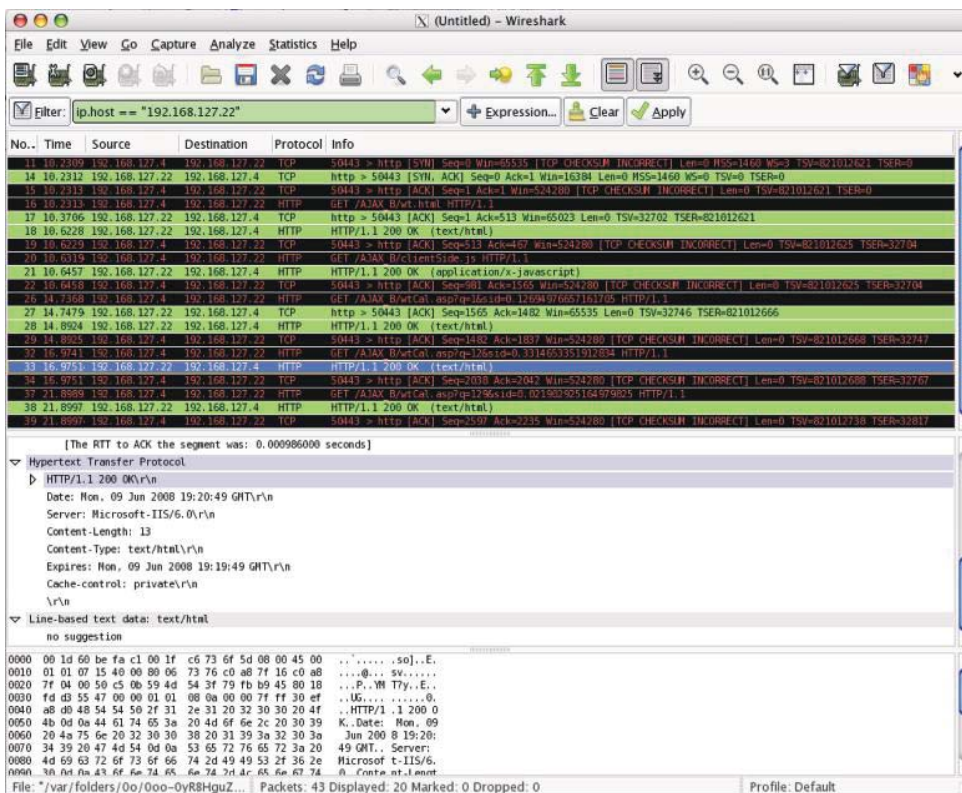 (Untitled) - Wireshark
File Edit View Go Capture Analyze Statistics Help
Filter: ip.host == "192.168.127.22" Expression... Clear Apply
No.. Time Source Destination Protocol Info
11 10.2309 192.168.127.4 192.168.127.22 TCP 50443 > http [SYN] Seq=0 Win=65535 [TCP CHECKSUM INCORRECT] Len=0 MSS=1460 WS=3 TSV=821012621 TSER=0
14 10.2312 192.168.127.22 192.168.127.4 TCP http > 50443 [SYN, ACK] Seq=0 Ack=1 Win=16384 Len=0 MSS=1460 WS=0 TSV=0 TSER=0
15 10.2313 192.168.127.4 192.168.127.22 TCP 50443 > http [ACK] Seq=1 Ack=1 Win=524280 [TCP CHECKSUM INCORRECT] Len=0 TSV=821012621 TSER=0
16 10.2313 192.168.127.4 192.168.127.22 HTTP GET /AJAX_B/wt.html HTTP/1.1
17 10.3706 192.168.127.22 192.168.127.4 TCP http > 50443 [ACK] Seq=1 Ack=513 Win=65023 Len=0 TSV=32702 TSER=821012621
18 10.6228 192.168.127.22 192.168.127.4 HTTP HTTP/1.1 200 OK (text/html)
19 10.6229 192.168.127.4 192.168.127.22 TCP 50443 > http [ACK] Seq=513 Ack=467 Win=524280 [TCP CHECKSUM INCORRECT] Len=0 TSV=821012625 TSER=32704
20 10.6319 192.168.127.4 192.168.127.22 HTTP GET /AJAX_B/clientSide.js HTTP/1.1
21 10.6457 192.168.127.22 192.168.127.4 HTTP HTTP/1.1 200 OK (application/x-javascript)
22 10.6458 192.168.127.4 192.168.127.22 TCP 50443 > http [ACK] Seq=981 Ack=1565 Win=524280 [TCP CHECKSUM INCORRECT] Len=0 TSV=821012625 TSER=32704
26 14.7368 192.168.127.4 192.168.127.22 HTTP GET /AJAX_B/wtCal.asp?q=1&sid=0.12694976657161705 HTTP/1.1
27 14.7479 192.168.127.22 192.168.127.4 TCP http > 50443 [ACK] Seq=1565 Ack=1482 Win=65535 Len=0 TSV=32746 TSER=821012666
28 14.8924 192.168.127.22 192.168.127.4 HTTP HTTP/1.1 200 OK (text/html)
29 14.8925 192.168.127.4 192.168.127.22 TCP 50443 > http [ACK] Seq=1482 Ack=1837 Win=524280 [TCP CHECKSUM INCORRECT] Len=0 TSV=821012668 TSER=32747
32 16.9741 192.168.127.4 192.168.127.22 HTTP GET /AJAX_B/wtCal.asp?q=12&sid=0.3314653351912834 HTTP/1.1
33 16.9751 192.168.127.22 192.168.127.4 HTTP HTTP/1.1 200 OK (text/html)
34 16.9751 192.168.127.4 192.168.127.22 TCP 50443 > http [ACK] Seq=2038 Ack=2042 Win=524280 [TCP CHECKSUM INCORRECT] Len=0 TSV=821012688 TSER=32767
37 21.8989 192.168.127.4 192.168.127.22 HTTP GET /AJAX_B/wtCal.asp?q=129&sid=0.021902925164979825 HTTP/1.1
38 21.8997 192.168.127.22 192.168.127.4 HTTP HTTP/1.1 200 OK (text/html)
39 21.8997 192.168.127.4 192.168.127.22 TCP 50443 > http [ACK] Seq=2597 Ack=2235 Win=524280 [TCP CHECKSUM INCORRECT] Len=0 TSV=821012738 TSER=32817
[The RTT to ACK the segment was: 0.000986000 seconds]
Hypertext Transfer Protocol
HTTP/1.1 200 OK\r\n
Date: Mon, 09 Jun 2008 19:20:49 GMT\r\n
Server: Microsoft-IIS/6.0\r\n
Content-Length: 13
Content-Type: text/html\r\n
Expires: Mon, 09 Jun 2008 19:19:49 GMT\r\n
Cache-control: private\r\n
\r\n
Line-based text data: text/html
no suggestion
0000 00 1d 60 be fa c1 00 1f c6 73 6f 5d 08 00 45 00 ..`..... .so]..E.
0010 01 01 07 15 40 00 80 06 73 76 c0 a8 7f 16 c0 a8 ....@... sv......
0020 7f 04 00 50 c5 0b 59 4d 54 3f 79 fb b9 45 80 18 ...P..YM T?y..E..
0030 fd d3 55 47 00 00 01 01 08 0a 00 00 7f ff 30 ef ..UG.... ......0.
0040 a8 d0 48 54 54 50 2f 31 2e 31 20 32 30 30 20 4f ..HTTP/1 .1 200 O
0050 4b 0d 0a 44 61 74 65 3a 20 4d 6f 6e 2c 20 30 39 K..Date: Mon, 09
0060 20 4a 75 6e 20 32 30 30 38 20 31 39 3a 32 30 3a Jun 200 8 19:20:
0070 34 39 20 47 4d 54 0d 0a 53 65 72 76 65 72 3a 20 49 GMT.. Server:
0080 4d 69 63 72 6f 73 6f 66 74 2d 49 49 53 2f 36 2e Microsof t-IIS/6.
0090 30 0d 0a 43 6f 6e 74 65 6e 74 2d 4c 65 6e 67 74 0..Conte nt-Lengt
File: "/var/folders/0o/0oo-0yR8HguZ... Packets: 43 Displayed: 20 Marked: 0 Dropped: 0 Profile: Default